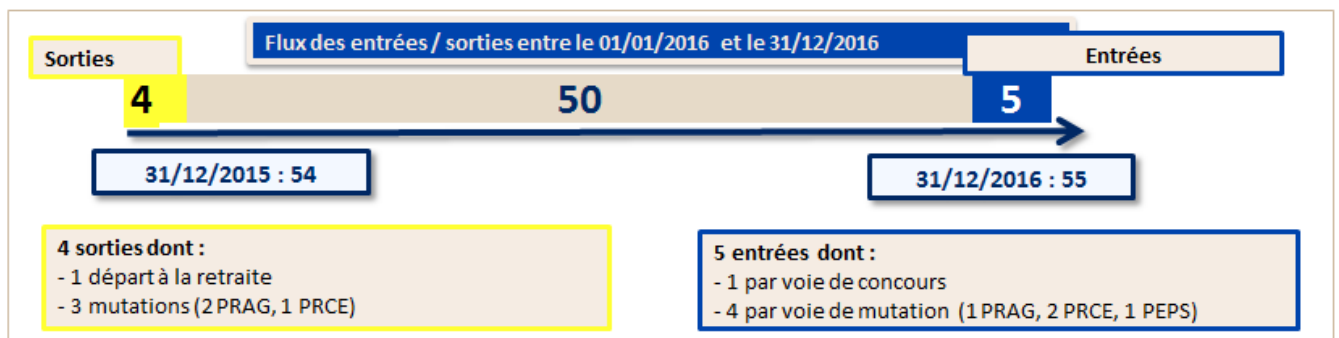 Flux des entrées / sorties entre le 01/01/2016 et le 31/12/2016
Sorties
Entrées
4
50
5
31/12/2015 : 54
31/12/2016 : 55
4 sorties dont :
- 1 départ à la retraite
- 3 mutations (2 PRAG, 1 PRCE)
5 entrées dont :
- 1 par voie de concours
- 4 par voie de mutation (1 PRAG, 2 PRCE, 1 PEPS)